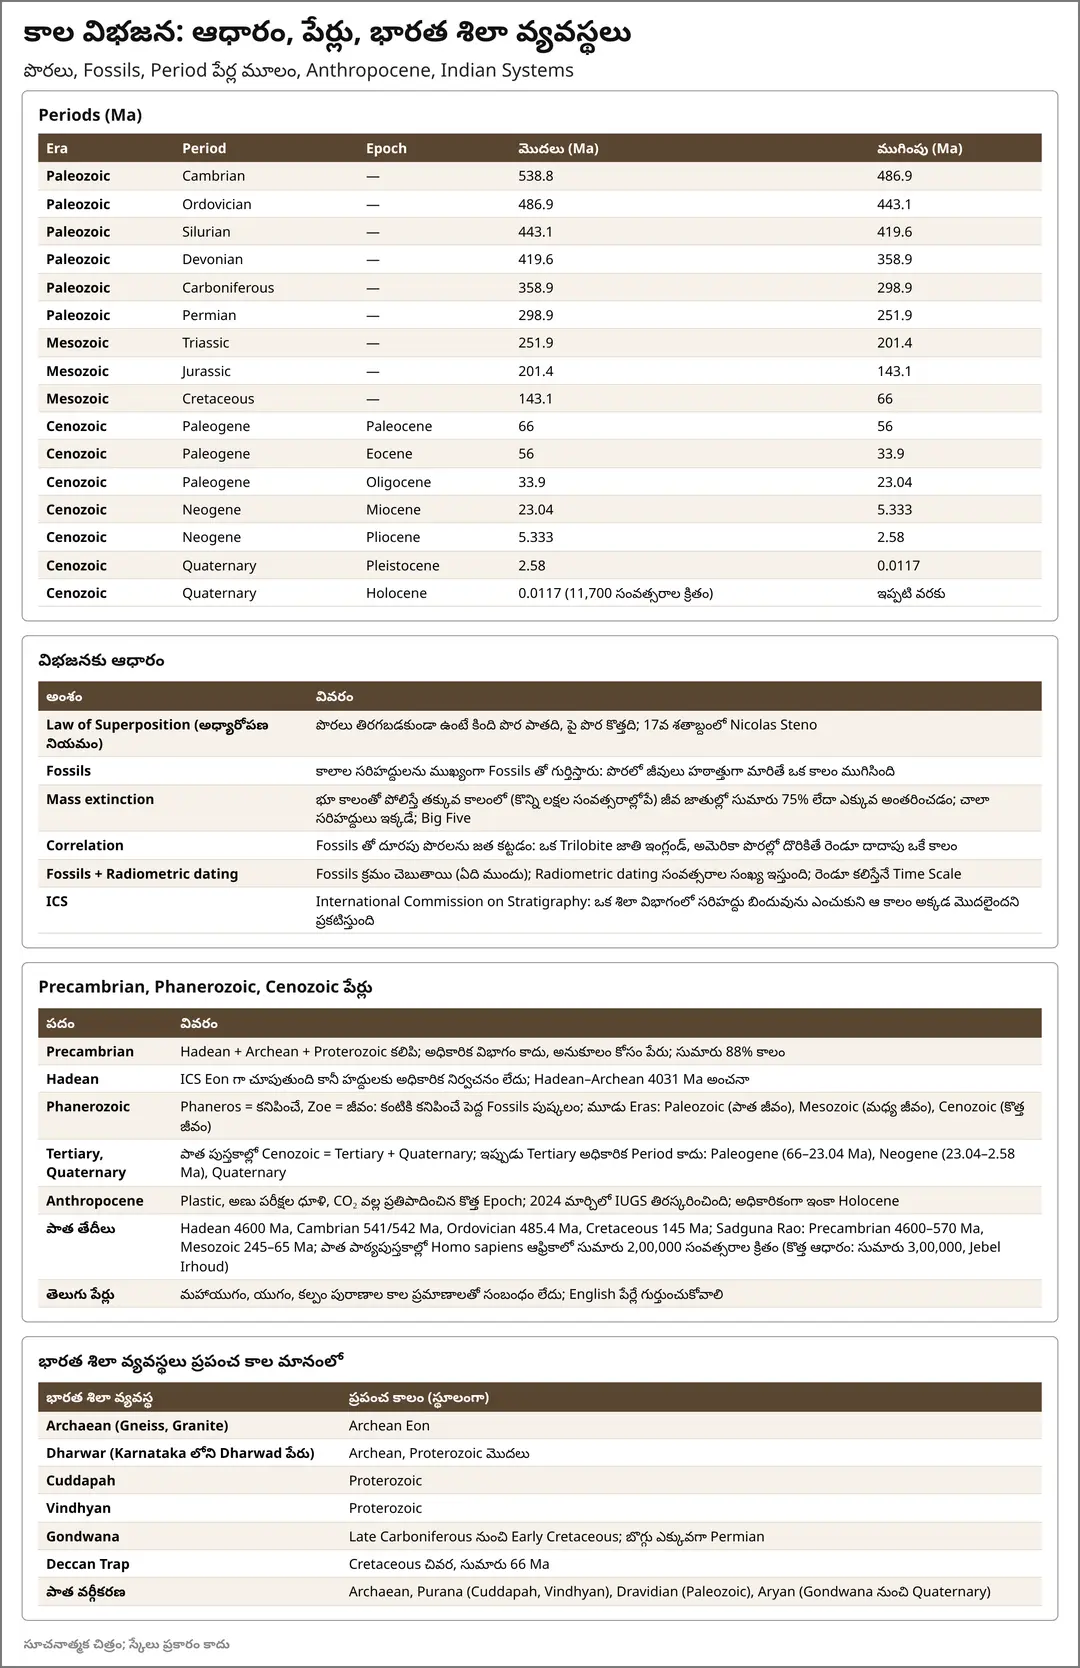 కాల విభజన: ఆధారం, పేర్లు, భారత శిలా వ్యవస్థలు
పొరలు, Fossils, Period పేర్ల మూలం, Anthropocene, Indian Systems
Periods (Ma)
Era Period Epoch మొదలు (Ma) ముగింపు (Ma)
Paleozoic Cambrian — 538.8 486.9
Paleozoic Ordovician — 486.9 443.1
Paleozoic Silurian — 443.1 419.6
Paleozoic Devonian — 419.6 358.9
Paleozoic Carboniferous — 358.9 298.9
Paleozoic Permian — 298.9 251.9
Mesozoic Triassic — 251.9 201.4
Mesozoic Jurassic — 201.4 143.1
Mesozoic Cretaceous — 143.1 66
Cenozoic Paleogene Paleocene 66 56
Cenozoic Paleogene Eocene 56 33.9
Cenozoic Paleogene Oligocene 33.9 23.04
Cenozoic Neogene Miocene 23.04 5.333
Cenozoic Neogene Pliocene 5.333 2.58
Cenozoic Quaternary Pleistocene 2.58 0.0117
Cenozoic Quaternary Holocene 0.0117 (11,700 సంవత్సరాల క్రితం) ఇప్పటి వరకు
విభజనకు ఆధారం
అంశం వివరం
Law of Superposition (అధ్యారోపణ నియమం) పొరలు తిరగబడకుండా ఉంటే కింది పొర పాతది, పై పొర కొత్తది; 17వ శతాబ్దంలో Nicolas Steno
Fossils కాలాల సరిహద్దులను ముఖ్యంగా Fossils తో గుర్తిస్తారు: పొరలో జీవులు హఠాత్తుగా మారితే ఒక కాలం ముగిసింది
Mass extinction భూ కాలంతో పోలిస్తే తక్కువ కాలంలో (కొన్ని లక్షల సంవత్సరాల్లోపే) జీవ జాతుల్లో సుమారు 75% లేదా ఎక్కువ అంతరించడం; చాలా
సరిహద్దులు ఇక్కడే; Big Five
Correlation Fossils తో దూరపు పొరలను జత కట్టడం: ఒక Trilobite జాతి ఇంగ్లండ్, అమెరికా పొరల్లో దొరికితే రెండూ దాదాపు ఒకే కాలం
Fossils + Radiometric dating Fossils క్రమం చెబుతాయి (ఏది ముందు); Radiometric dating సంవత్సరాల సంఖ్య ఇస్తుంది; రెండూ కలిస్తేనే Time Scale
ICS International Commission on Stratigraphy: ఒక శిలా విభాగంలో సరిహద్దు బిందువును ఎంచుకుని ఆ కాలం అక్కడ మొదలైందని
ప్రకటిస్తుంది
Precambrian, Phanerozoic, Cenozoic పేర్లు
పదం వివరం
Precambrian Hadean + Archean + Proterozoic కలిపి; అధికారిక విభాగం కాదు, అనుకూలం కోసం పేరు; సుమారు 88% కాలం
Hadean ICS Eon గా చూపుతుంది కానీ హద్దులకు అధికారిక నిర్వచనం లేదు; Hadean–Archean 4031 Ma అంచనా
Phanerozoic Phaneros = కనిపించే, Zoe = జీవం: కంటికి కనిపించే పెద్ద Fossils పుష్కలం; మూడు Eras: Paleozoic (పాత జీవం), Mesozoic (మధ్య జీవం), Cenozoic (కొత్త
జీవం)
Tertiary, Quaternary పాత పుస్తకాల్లో Cenozoic = Tertiary + Quaternary; ఇప్పుడు Tertiary అధికారిక Period కాదు: Paleogene (66–23.04 Ma), Neogene (23.04–2.58
Ma), Quaternary
Anthropocene Plastic, అణు పరీక్షల ధూళి, CO₂ వల్ల ప్రతిపాదించిన కొత్త Epoch; 2024 మార్చిలో IUGS తిరస్కరించింది; అధికారికంగా ఇంకా Holocene
పాత తేదీలు Hadean 4600 Ma, Cambrian 541/542 Ma, Ordovician 485.4 Ma, Cretaceous 145 Ma; Sadguna Rao: Precambrian 4600–570 Ma,
Mesozoic 245–65 Ma; పాత పాఠ్యపుస్తకాల్లో Homo sapiens ఆఫ్రికాలో సుమారు 2,00,000 సంవత్సరాల క్రితం (కొత్త ఆధారం: సుమారు 3,00,000, Jebel
Irhoud)
తెలుగు పేర్లు మహాయుగం, యుగం, కల్పం పురాణాల కాల ప్రమాణాలతో సంబంధం లేదు; English పేర్లే గుర్తుంచుకోవాలి
భారత శిలా వ్యవస్థలు ప్రపంచ కాల మానంలో
భారత శిలా వ్యవస్థ ప్రపంచ కాలం (స్థూలంగా)
Archaean (Gneiss, Granite) Archean Eon
Dharwar (Karnataka లోని Dharwad పేరు) Archean, Proterozoic మొదలు
Cuddapah Proterozoic
Vindhyan Proterozoic
Gondwana Late Carboniferous నుంచి Early Cretaceous; బొగ్గు ఎక్కువగా Permian
Deccan Trap Cretaceous చివర, సుమారు 66 Ma
పాత వర్గీకరణ Archaean, Purana (Cuddapah, Vindhyan), Dravidian (Paleozoic), Aryan (Gondwana నుంచి Quaternary)
సూచనాత్మక చిత్రం; స్కేలు ప్రకారం కాదు